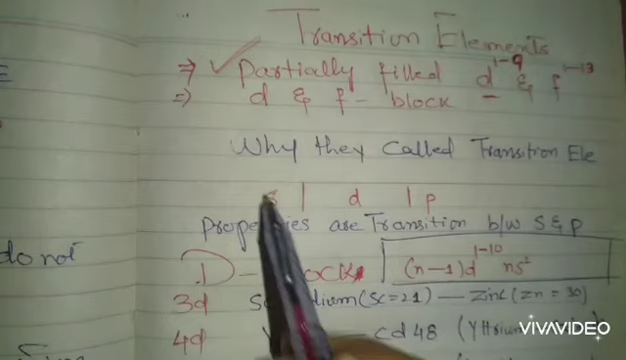 Transition Elements
⇒ ✓ Partially filled d¹⁻⁹ & f¹⁻¹³
⇒ d & f - block
Why they called Transition Ele
s | d | p
Properties are Transition b/w S & P
do not
D - Block (n-1)d¹⁻¹⁰ ns²
3d (Sc=21) — Zinc (Zn = 30)
4d — Cd 48
VIVAVIDEO